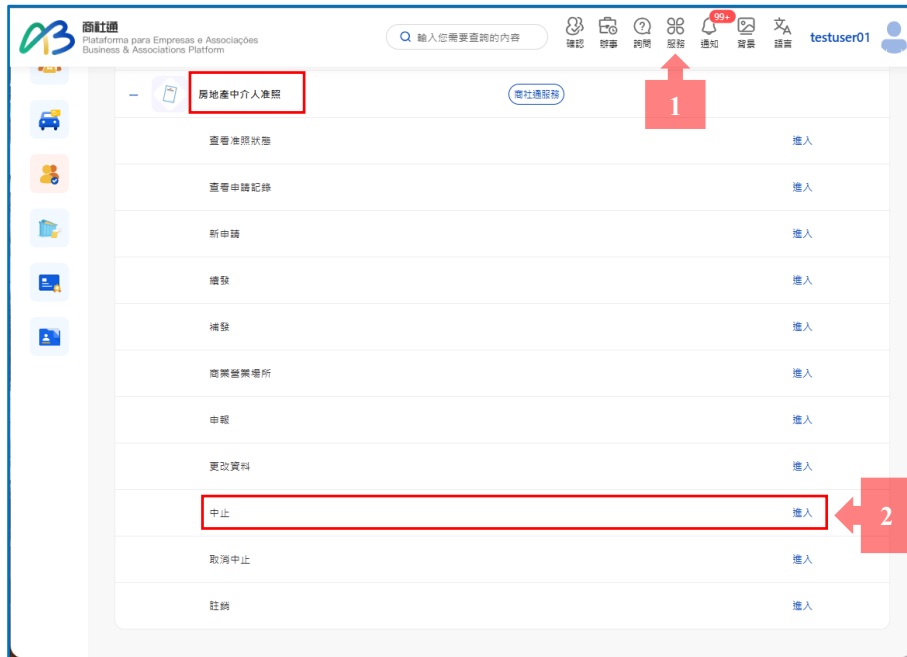 商社通
Plataforma para Empresas e Associações
Business & Associations Platform
輸入您需要查詢的內容
確認
辦事
詢問
服務
99+
通知
背景
語言
testuser01
1
房地產中介人准照
商社通服務
查看准照狀態 進入
查看申請記錄 進入
新申請 進入
續發 進入
補發 進入
商業營業場所 進入
申報 進入
更改資料 進入
中止 進入
2
取消中止 進入
註銷 進入